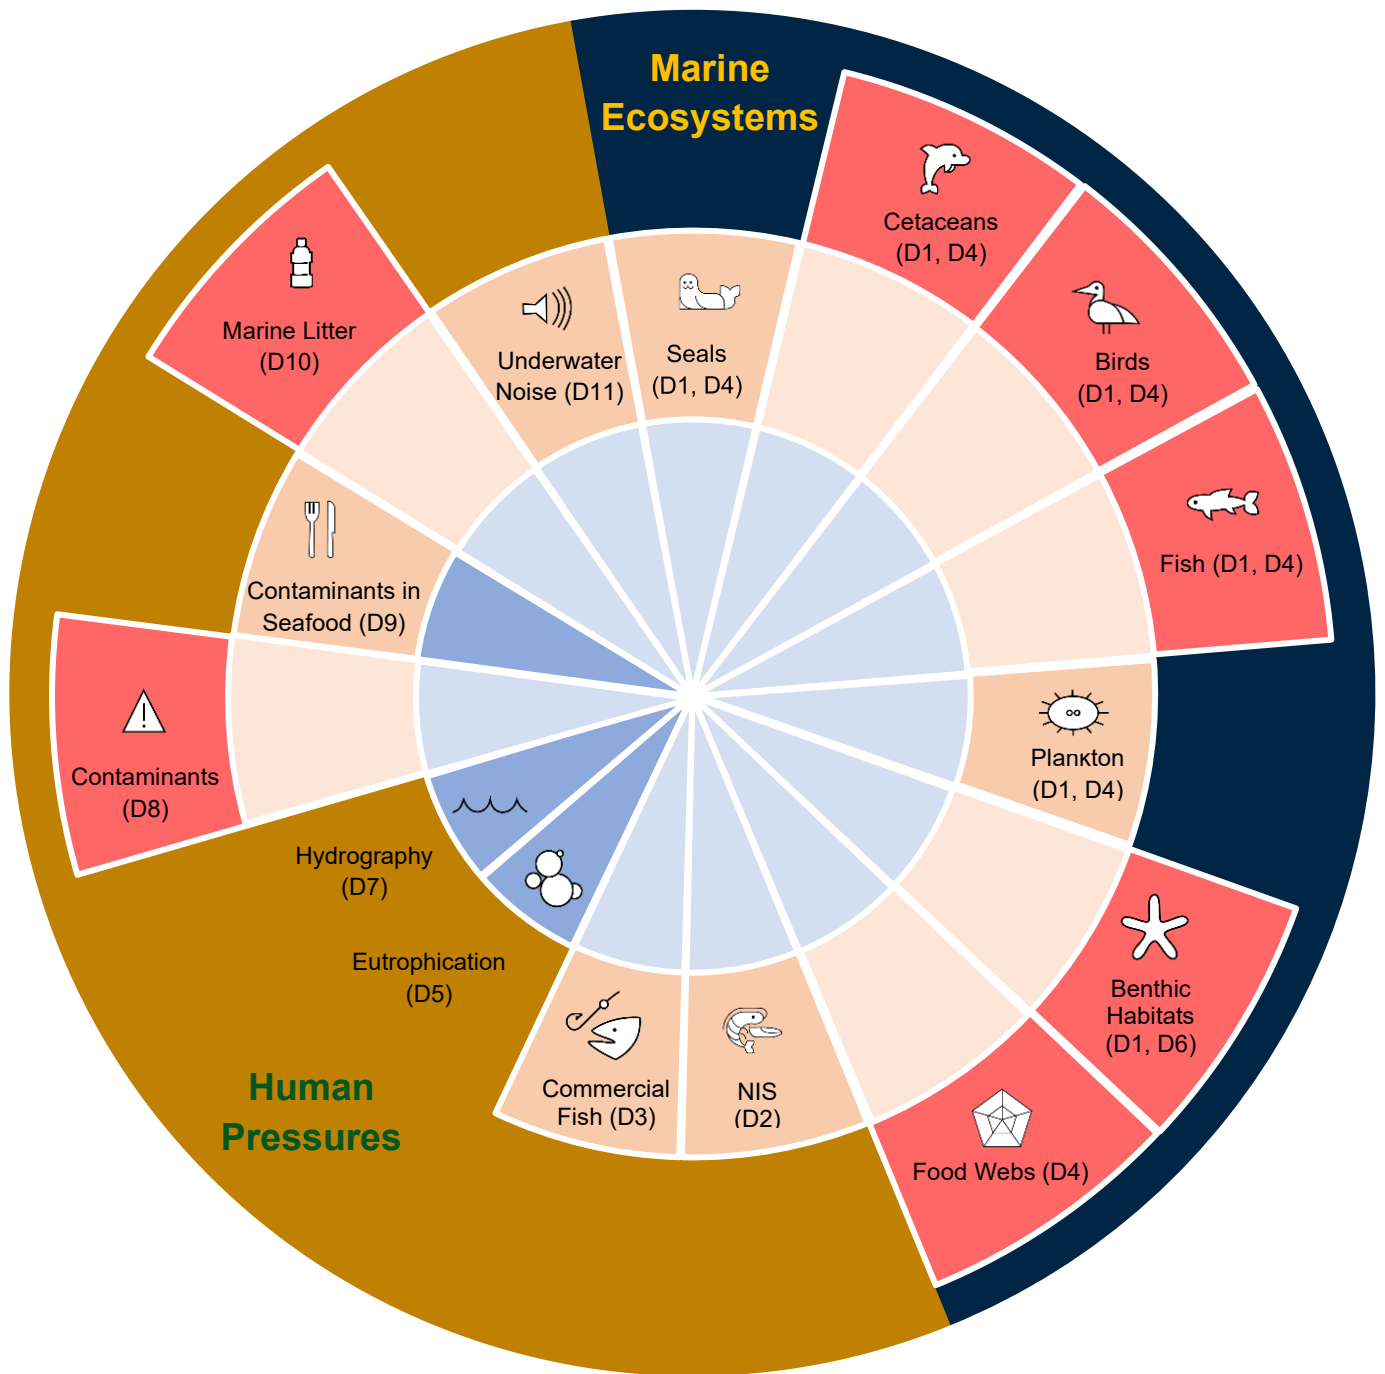 Marine
Ecosystems
Cetaceans
(D1, D4)
Birds
(D1, D4)
Fish (D1, D4)
Plankton
(D1, D4)
Benthic
Habitats
(D1, D6)
Food Webs (D4)
NIS
(D2)
Commercial
Fish (D3)
Eutrophication
(D5)
Hydrography
(D7)
Contaminants
(D8)
Contaminants in
Seafood (D9)
Marine Litter
(D10)
Underwater
Noise (D11)
Seals
(D1, D4)
Human
Pressures